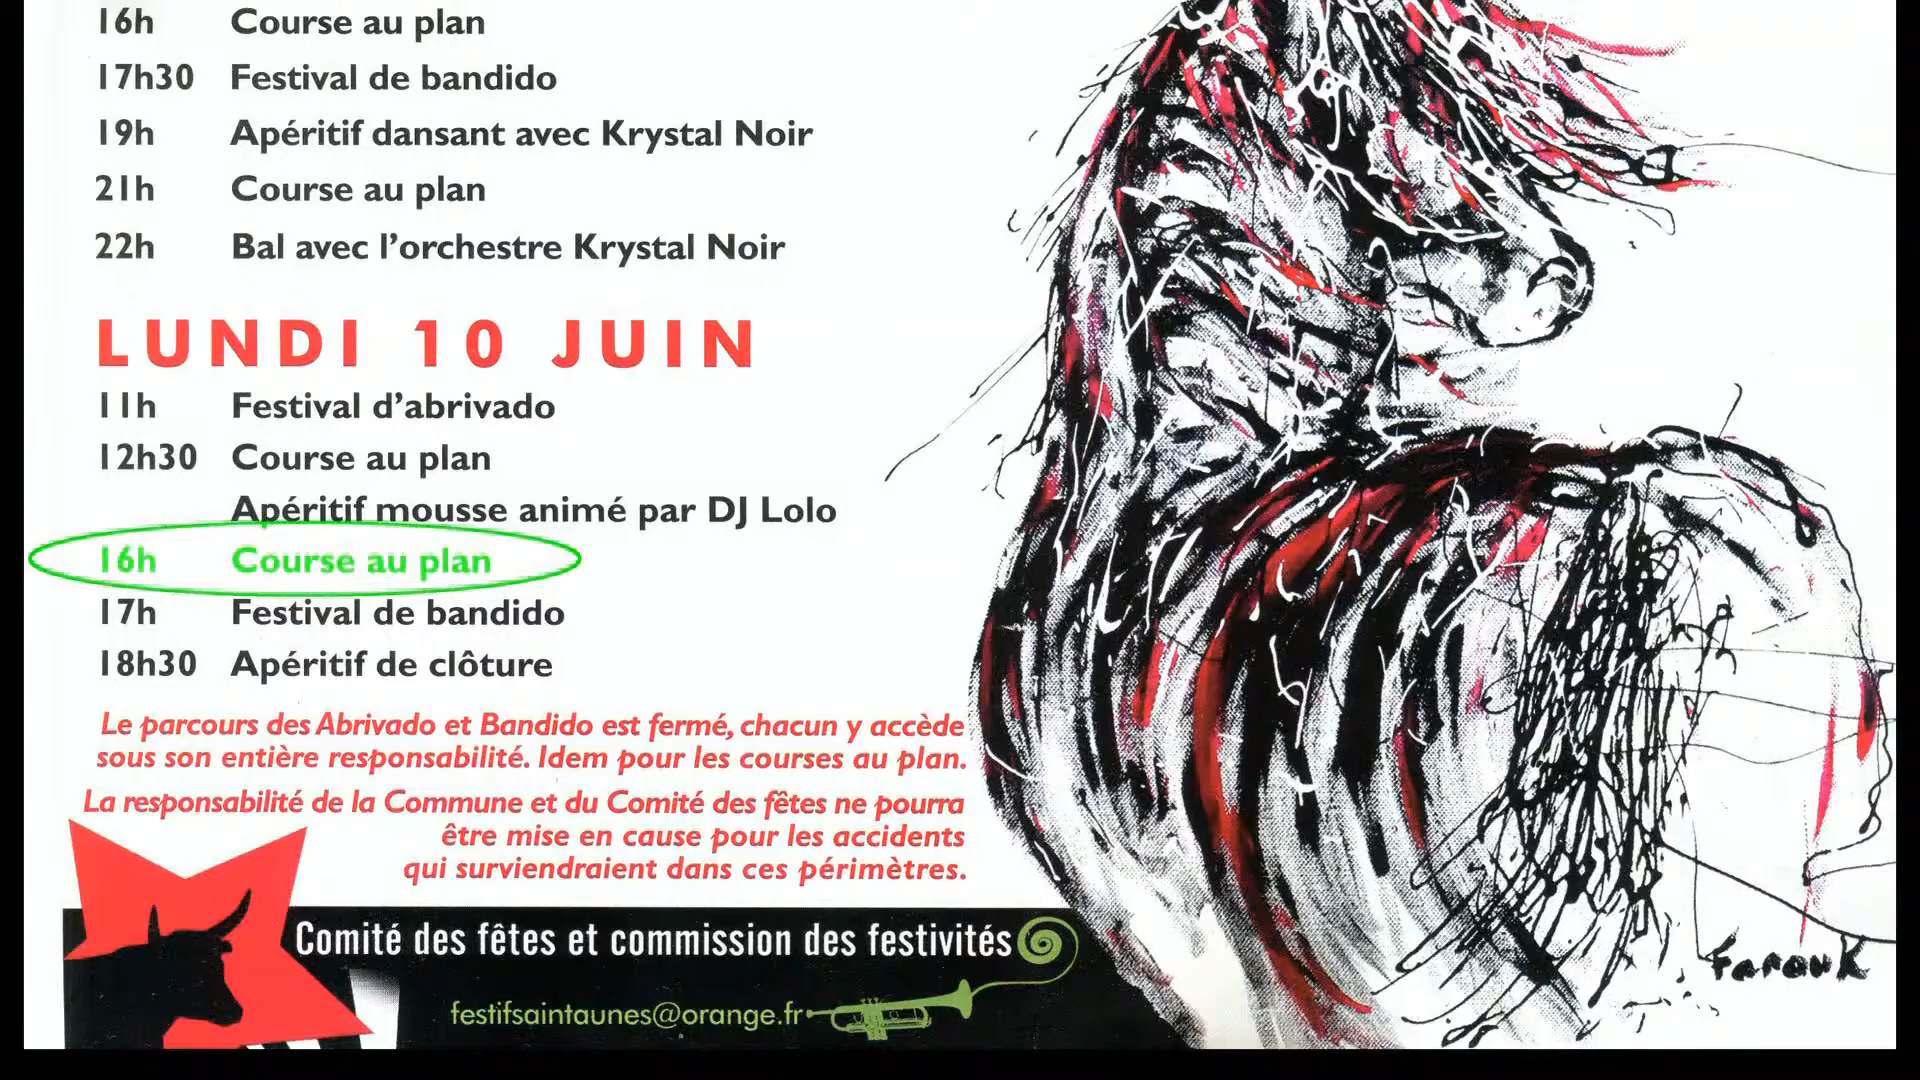 16h Course au plan
17h30 Festival de bandido
19h Apéritif dansant avec Krystal Noir
21h Course au plan
22h Bal avec l'orchestre Krystal Noir
LUNDI 10 JUIN
11h Festival d'abrivado
12h30 Course au plan
Apéritif mousse animé par DJ Lolo
16h Course au plan
17h Festival de bandido
18h30 Apéritif de clôture
Le parcours des Abrivado et Bandido est fermé, chacun y accède
sous son entière responsabilité. Idem pour les courses au plan.
La responsabilité de la Commune et du Comité des fêtes ne pourra
être mise en cause pour les accidents
qui surviendraient dans ces périmètres.
Comité des fêtes et commission des festivités
festifsaintaunes@orange.fr
Farouk